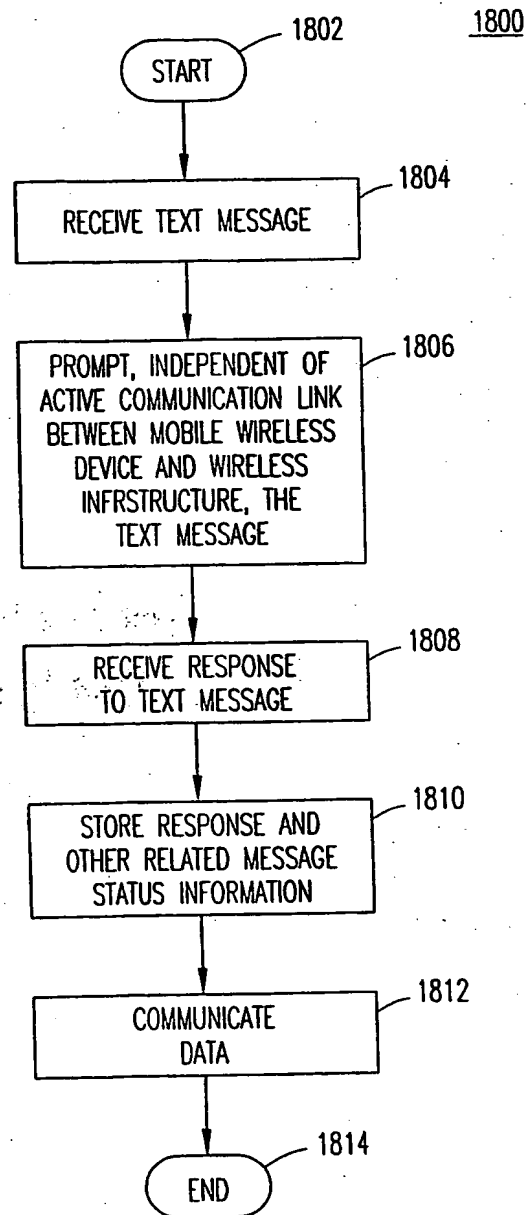 1800
1802
START
1804
RECEIVE TEXT MESSAGE
1806
PROMPT, INDEPENDENT OF
ACTIVE COMMUNICATION LINK
BETWEEN MOBILE WIRELESS
DEVICE AND WIRELESS
INFRSTRUCTURE, THE
TEXT MESSAGE
1808
RECEIVE RESPONSE
TO TEXT MESSAGE
1810
STORE RESPONSE AND
OTHER RELATED MESSAGE
STATUS INFORMATION
1812
COMMUNICATE
DATA
1814
END